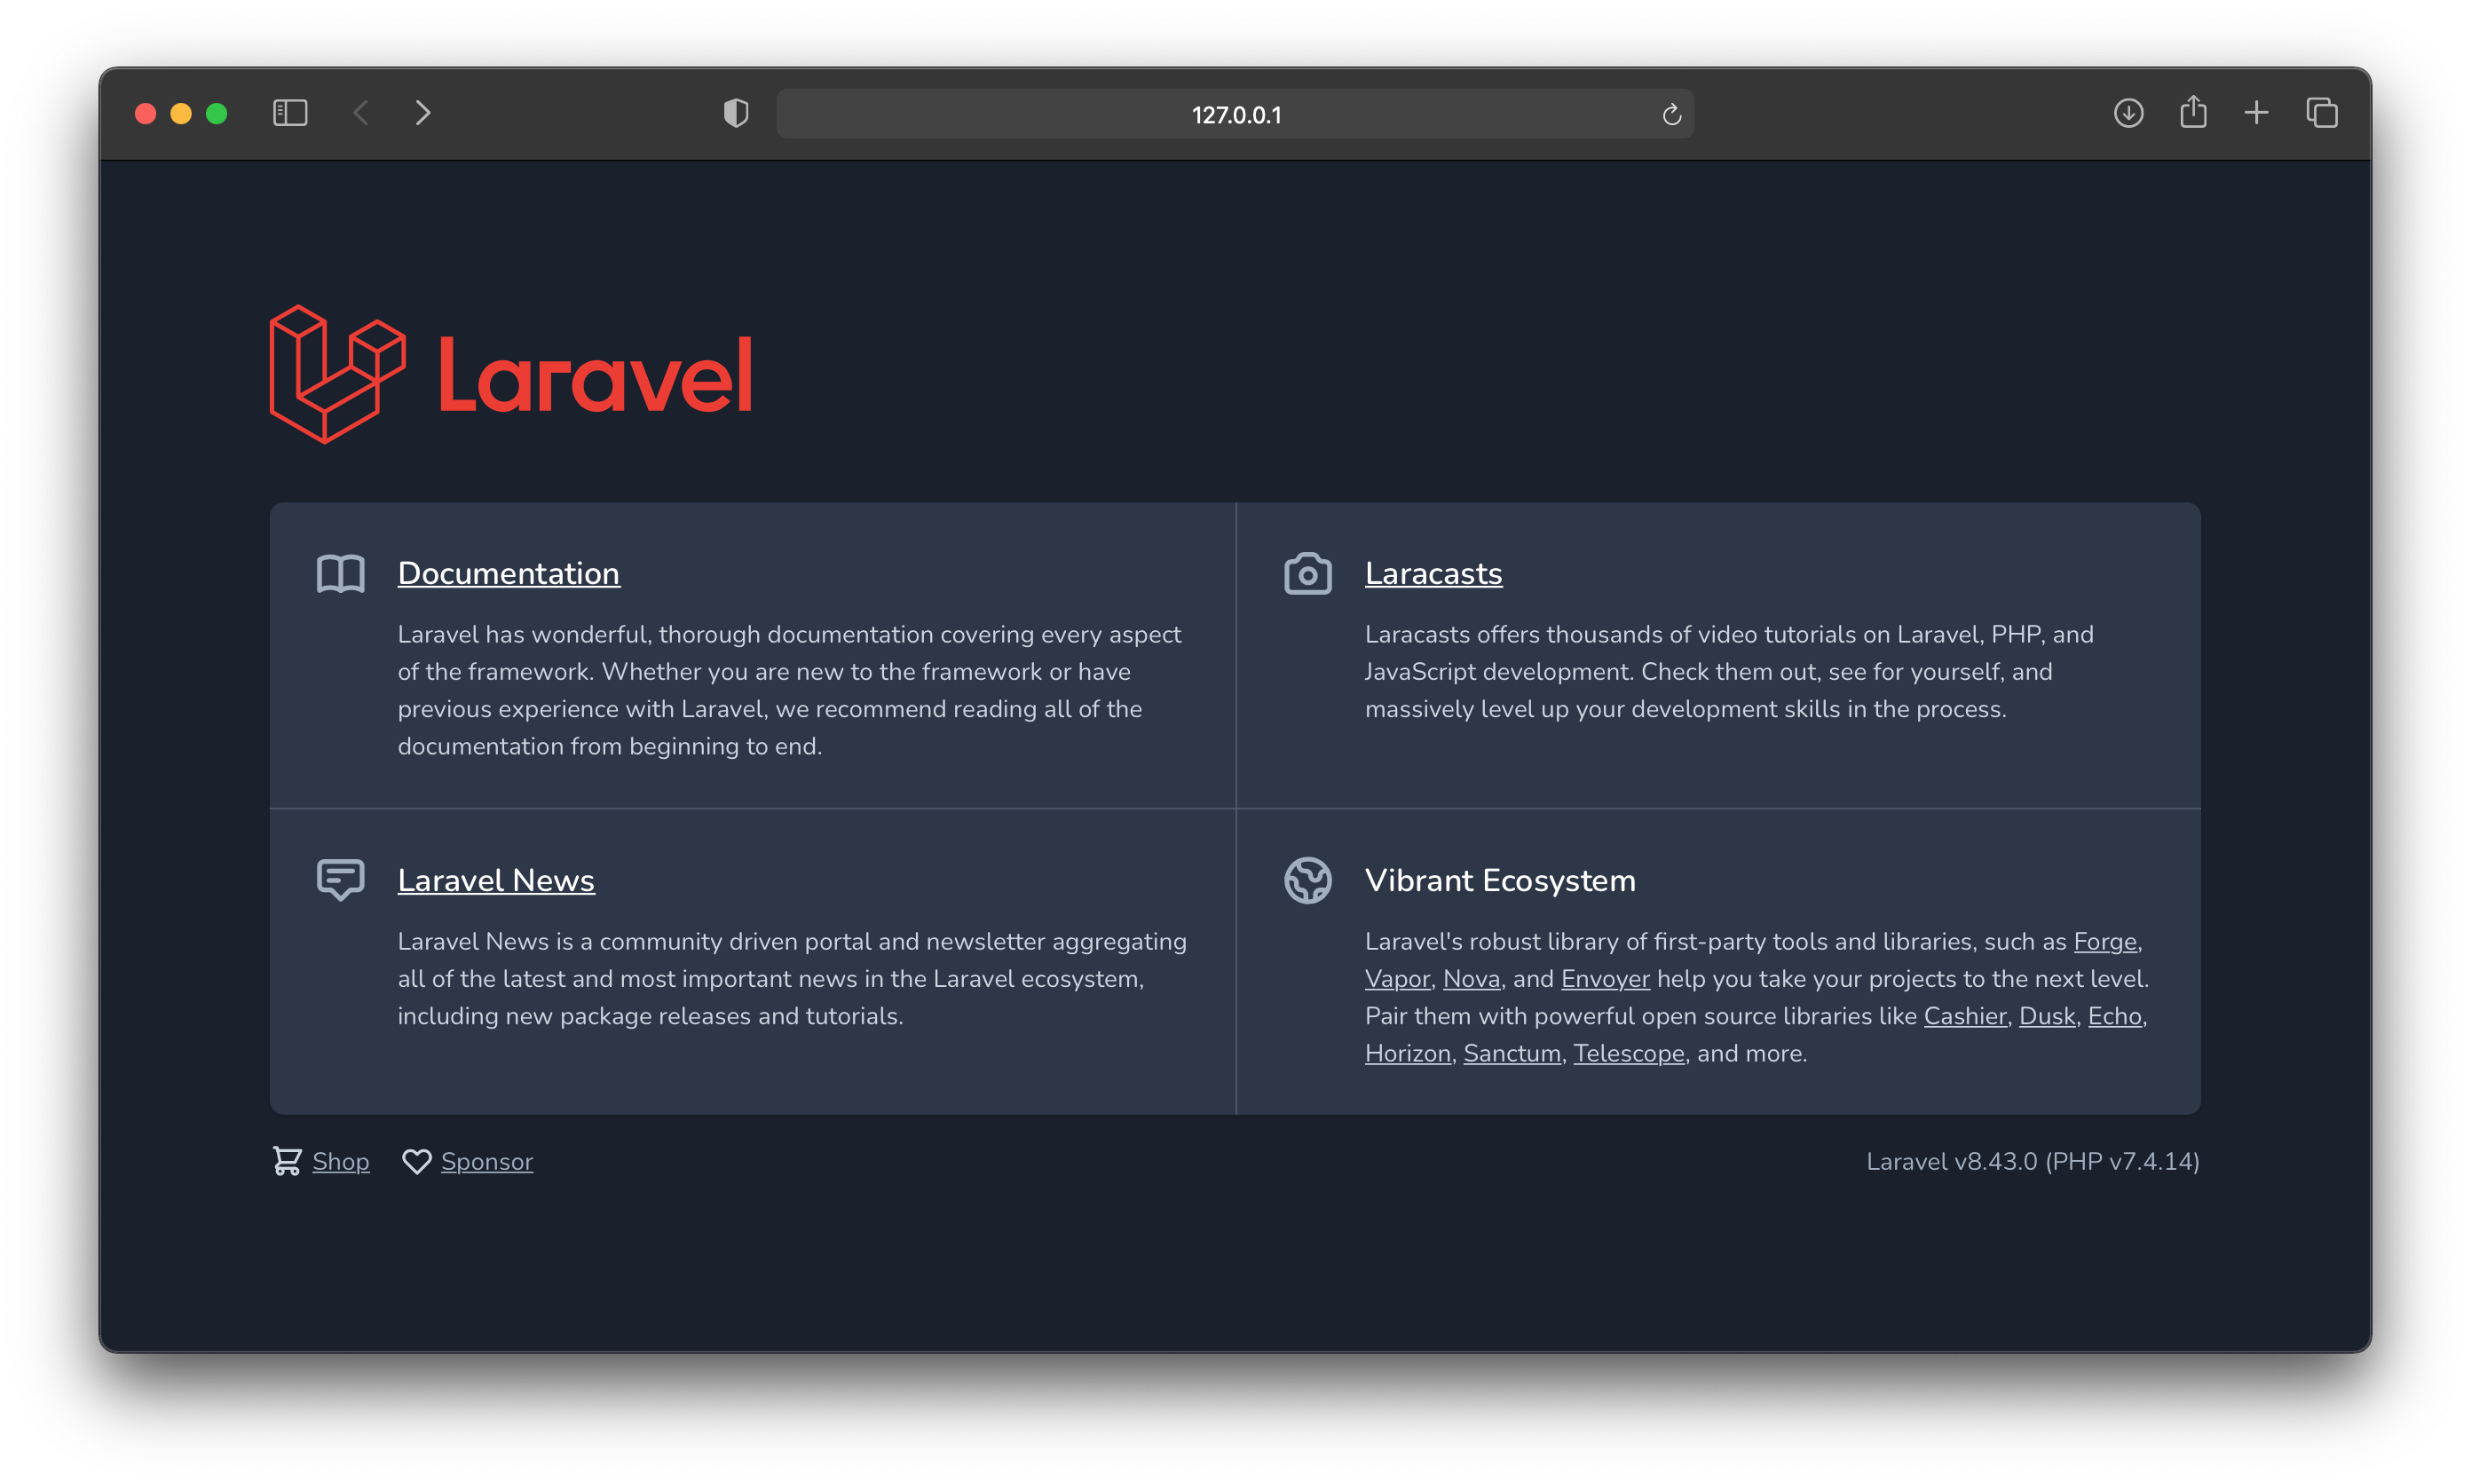 127.0.0.1
Laravel
Documentation
Laravel has wonderful, thorough documentation covering every aspect
of the framework. Whether you are new to the framework or have
previous experience with Laravel, we recommend reading all of the
documentation from beginning to end.
Laracasts
Laracasts offers thousands of video tutorials on Laravel, PHP, and
JavaScript development. Check them out, see for yourself, and
massively level up your development skills in the process.
Laravel News
Laravel News is a community driven portal and newsletter aggregating
all of the latest and most important news in the Laravel ecosystem,
including new package releases and tutorials.
Vibrant Ecosystem
Laravel's robust library of first-party tools and libraries, such as Forge,
Vapor, Nova, and Envoyer help you take your projects to the next level.
Pair them with powerful open source libraries like Cashier, Dusk, Echo,
Horizon, Sanctum, Telescope, and more.
Shop Sponsor
Laravel v8.43.0 (PHP v7.4.14)